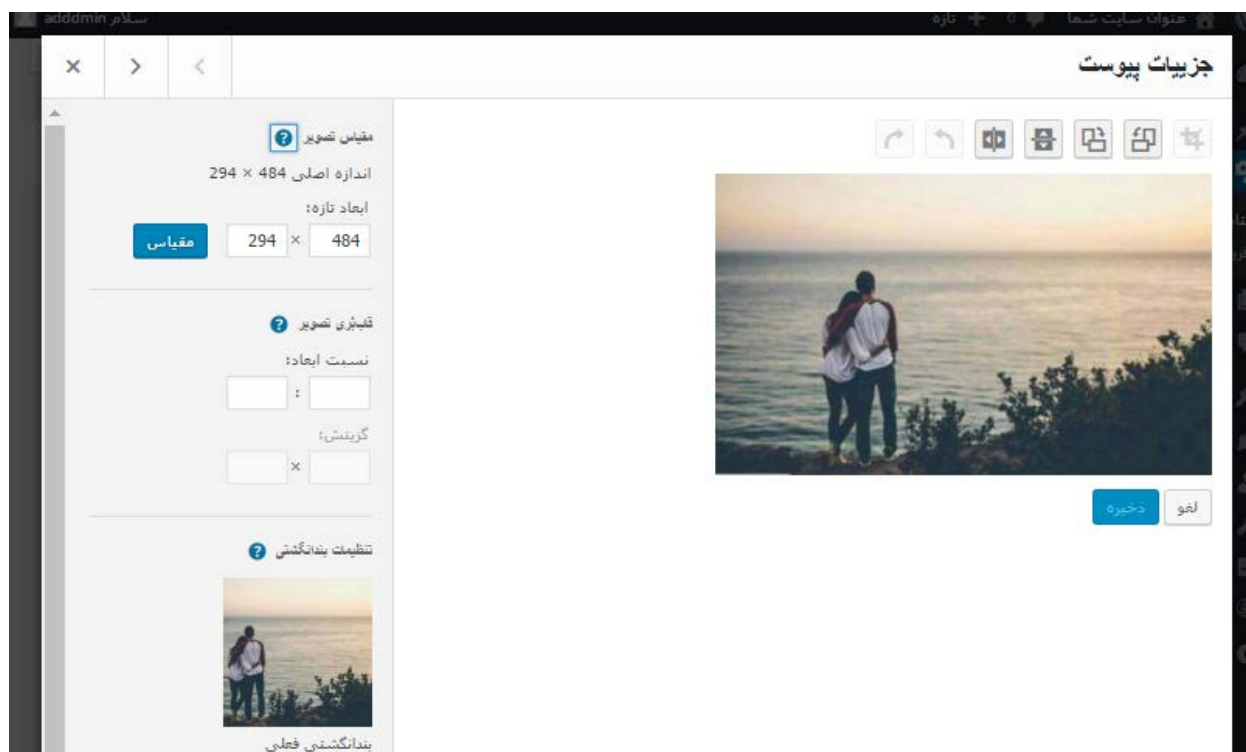 عنوان سایت شما 0 + تازه
سلام adddmin
جزییات پیوست
مقیاس تصویر ?
اندازه اصلی 484 × 294
ابعاد تازه:
484 × 294 مقیاس
ذخیره لغو
تصویر ?
نسبت ابعاد:
:
گزینش:
×
تنظیمات بندانگشتی ?
بندانگشتی فعلی